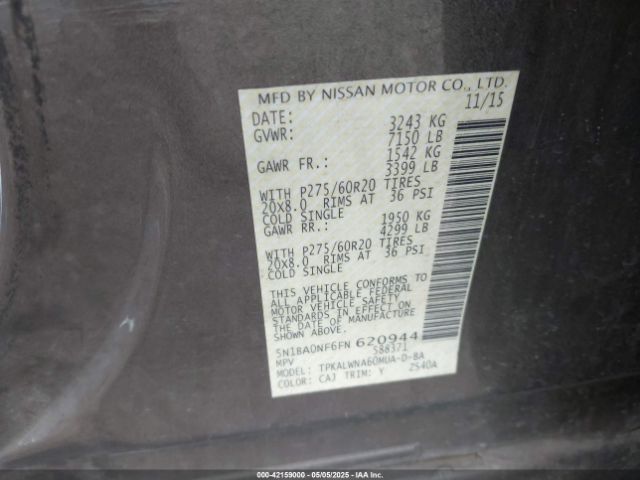 MFD BY NISSAN MOTOR CO., LTD.
DATE: 11/15
GVWR: 3243 KG
7150 LB
GAWR FR.: 1542 KG
3399 LB
WITH P275/60R20 TIRES
20X8.0 RIMS AT 36 PSI
COLD SINGLE
GAWR RR.: 1950 KG
4299 LB
WITH P275/60R20 TIRES
20X8.0 RIMS AT 36 PSI
COLD SINGLE
THIS VEHICLE CONFORMS TO
ALL APPLICABLE FEDERAL
MOTOR VEHICLE SAFETY
STANDARDS IN EFFECT ON
THE DATE OF MANUFACTURE
SHOWN ABOVE.
5N1BA0NF6FN 620944
MPV S88371
MODEL: TPKALWNA60MUA-D-BA
COLOR: CAJ TRIM: Y 2540A
000-42159000 - 05/05/2025 - IAA Inc.